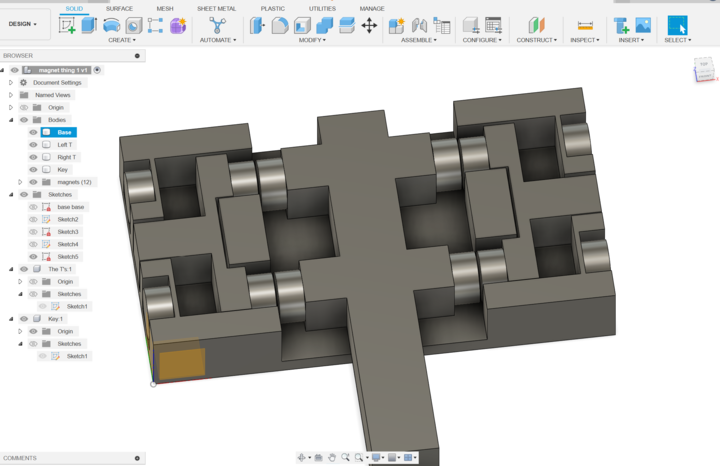 SOLID SURFACE MESH SHEET METAL PLASTIC UTILITIES MANAGE
DESIGN
CREATE AUTOMATE MODIFY ASSEMBLE CONFIGURE CONSTRUCT INSPECT INSERT SELECT
BROWSER
magnet thing 1 v1
Document Settings
Named Views
Origin
Bodies
Base
Left T
Right T
Key
magnets (12)
Sketches
base base
Sketch2
Sketch3
Sketch4
Sketch5
The T's:1
Origin
Sketches
Sketch1
Key:1
Origin
Sketches
Sketch1
COMMENTS
TOP